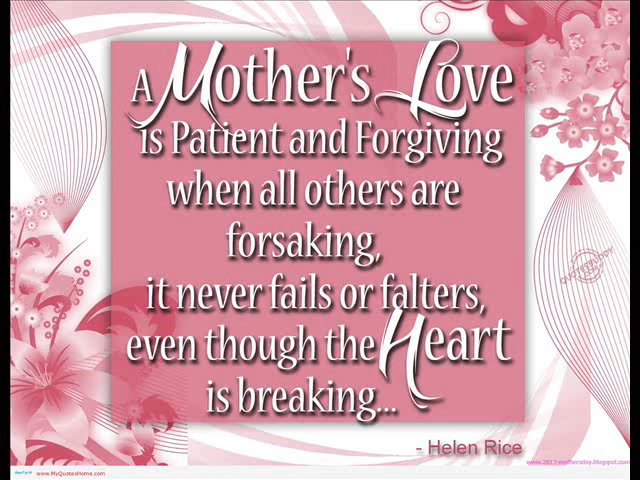 A Mother's Love
is Patient and Forgiving
when all others are
forsaking,
it never fails or falters,
even though the Heart
is breaking...
- Helen Rice
www.MyQuotesHome.com